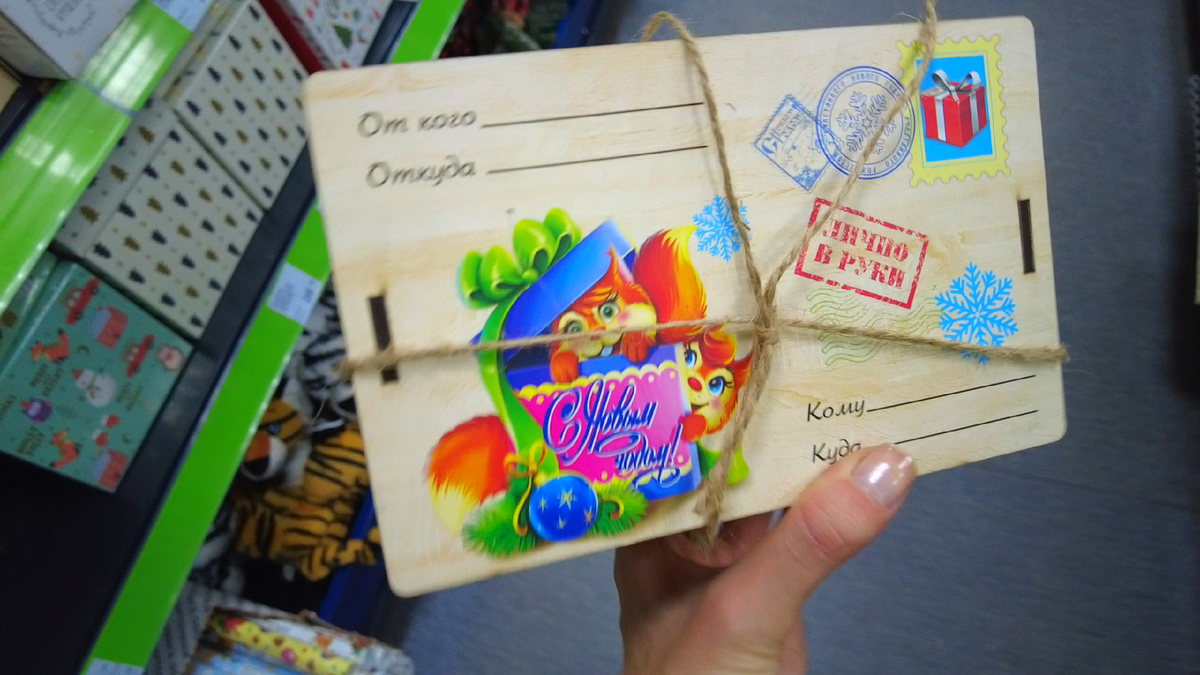 От кого
Откуда
ЛИЧНО
В РУКИ
С Новым
годом!
Кому
Куда